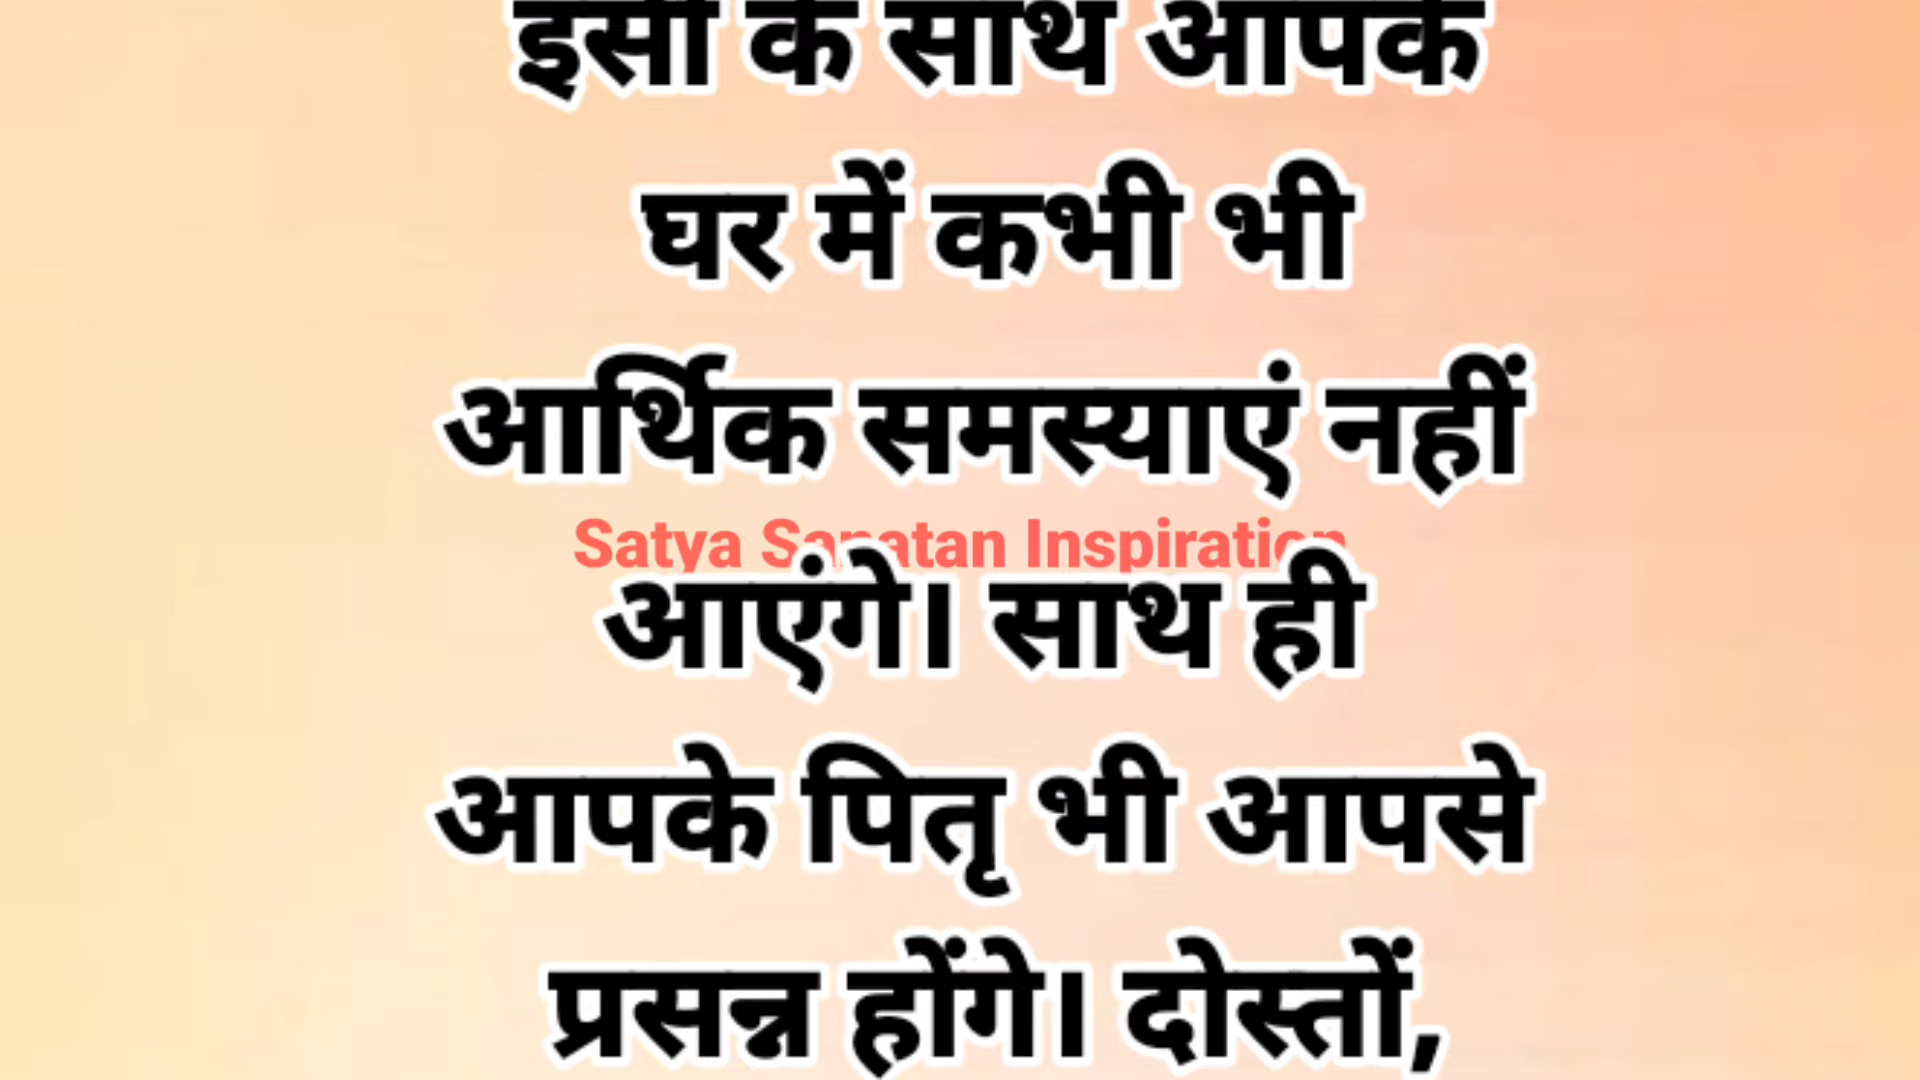 इसी के साथ आपके
घर में कभी भी
आर्थिक समस्याएं नहीं
Satya Sanatan Inspiration
आएंगे। साथ ही
आपके पितृ भी आपसे
प्रसन्न होंगे। दोस्तों,